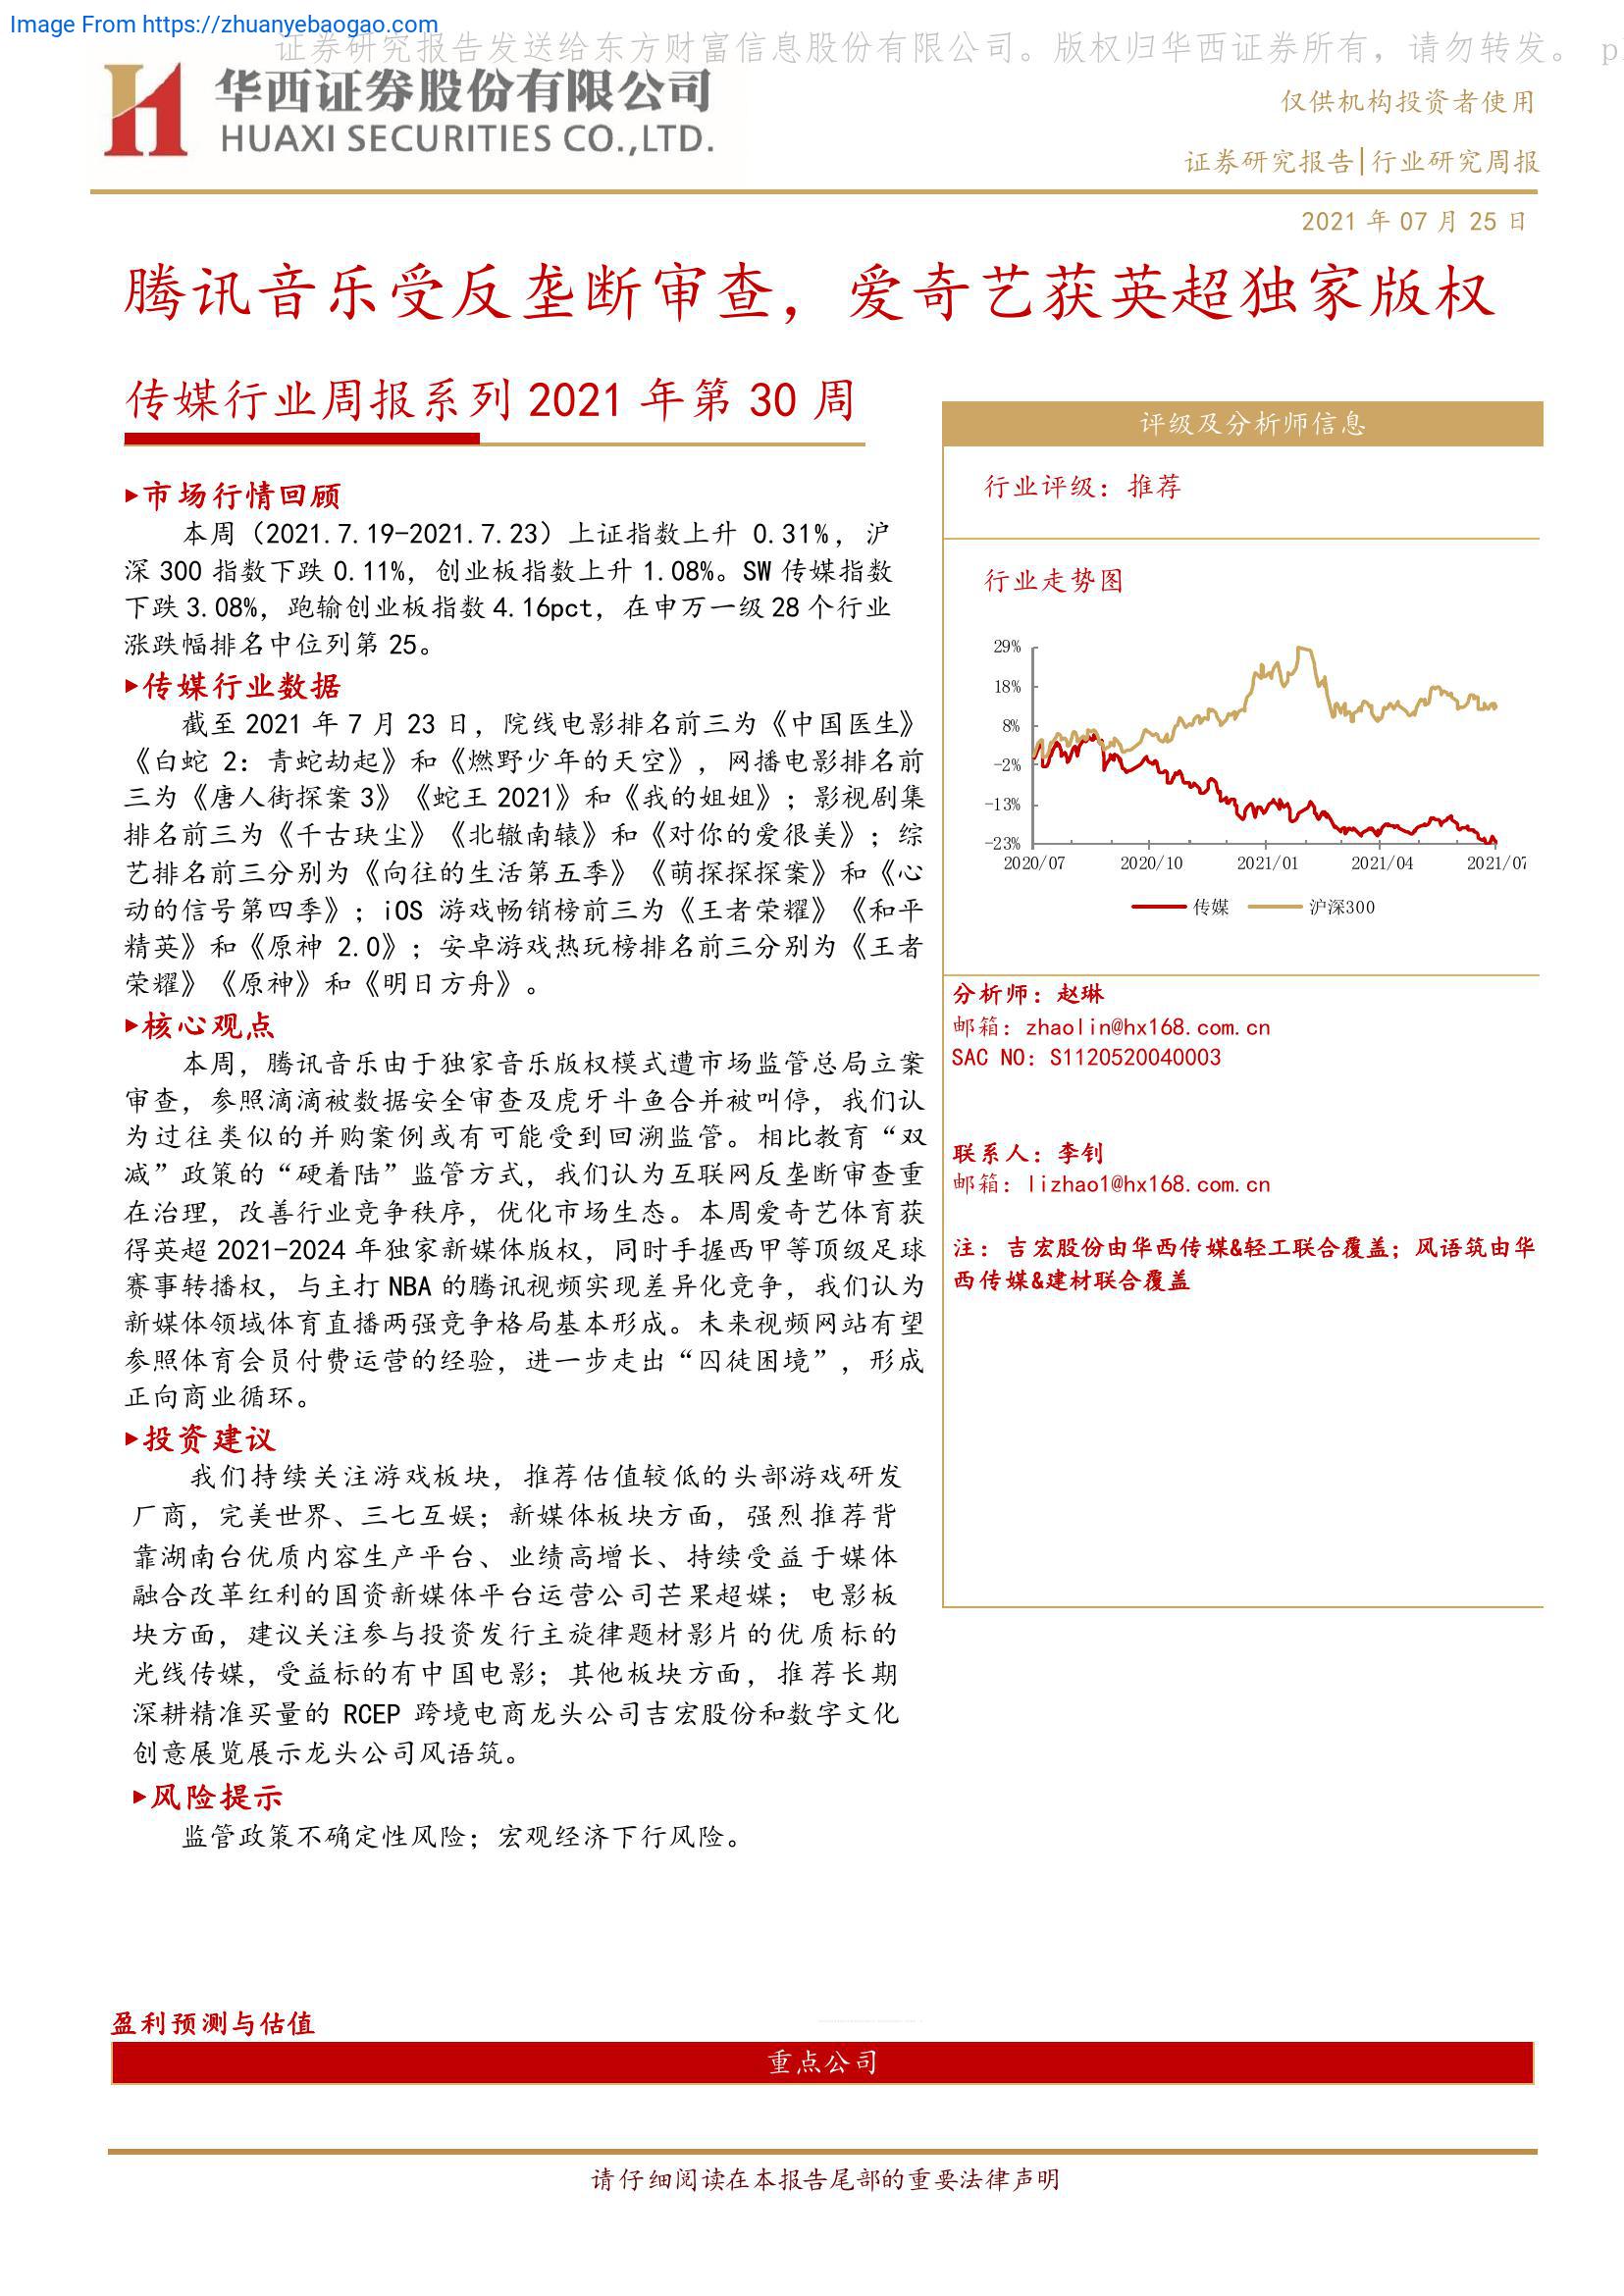 Image From https://zhuanyebaogao.com
证券研究报告发送给东方财富信息股份有限公司。版权归华西证券所有，请勿转发。 p
华西证券股份有限公司
HUAXI SECURITIES CO.,LTD.
仅供机构投资者使用
证券研究报告|行业研究周报
2021 年 07 月 25 日
腾讯音乐受反垄断审查，爱奇艺获英超独家版权
传媒行业周报系列 2021 年第 30 周
▸市场行情回顾
本周（2021.7.19-2021.7.23）上证指数上升 0.31%，沪
深 300 指数下跌 0.11%，创业板指数上升 1.08%。SW 传媒指数
下跌 3.08%，跑输创业板指数 4.16pct，在申万一级 28 个行业
涨跌幅排名中位列第 25。
▸传媒行业数据
截至 2021 年 7 月 23 日，院线电影排名前三为《中国医生》
《白蛇 2：青蛇劫起》和《燃野少年的天空》，网播电影排名前
三为《唐人街探案 3》《蛇王 2021》和《我的姐姐》；影视剧集
排名前三为《千古玦尘》《北辙南辕》和《对你的爱很美》；综
艺排名前三分别为《向往的生活第五季》《萌探探探案》和《心
动的信号第四季》；iOS 游戏畅销榜前三为《王者荣耀》《和平
精英》和《原神 2.0》；安卓游戏热玩榜排名前三分别为《王者
荣耀》《原神》和《明日方舟》。
▸核心观点
本周，腾讯音乐由于独家音乐版权模式遭市场监管总局立案
审查，参照滴滴被数据安全审查及虎牙斗鱼合并被叫停，我们认
为过往类似的并购案例或有可能受到回溯监管。相比教育“双
减”政策的“硬着陆”监管方式，我们认为互联网反垄断审查重
在治理，改善行业竞争秩序，优化市场生态。本周爱奇艺体育获
得英超 2021-2024 年独家新媒体版权，同时手握西甲等顶级足球
赛事转播权，与主打 NBA 的腾讯视频实现差异化竞争，我们认为
新媒体领域体育直播两强竞争格局基本形成。未来视频网站有望
参照体育会员付费运营的经验，进一步走出“囚徒困境”，形成
正向商业循环。
▸投资建议
我们持续关注游戏板块，推荐估值较低的头部游戏研发
厂商，完美世界、三七互娱；新媒体板块方面，强烈推荐背
靠湖南台优质内容生产平台、业绩高增长、持续受益于媒体
融合改革红利的国资新媒体平台运营公司芒果超媒；电影板
块方面，建议关注参与投资发行主旋律题材影片的优质标的
光线传媒，受益标的有中国电影；其他板块方面，推荐长期
深耕精准买量的 RCEP 跨境电商龙头公司吉宏股份和数字文化
创意展览展示龙头公司风语筑。
▸风险提示
监管政策不确定性风险；宏观经济下行风险。
评级及分析师信息
行业评级：推荐
行业走势图
29%
18%
8%
-2%
-13%
-23%
2020/07 2020/10 2021/01 2021/04 2021/07
传媒 沪深300
分析师：赵琳
邮箱：zhaolin@hx168.com.cn
SAC NO：S1120520040003
联系人：李钊
邮箱：lizhao1@hx168.com.cn
注：吉宏股份由华西传媒&轻工联合覆盖；风语筑由华
西传媒&建材联合覆盖
盈利预测与估值
重点公司
请仔细阅读在本报告尾部的重要法律声明